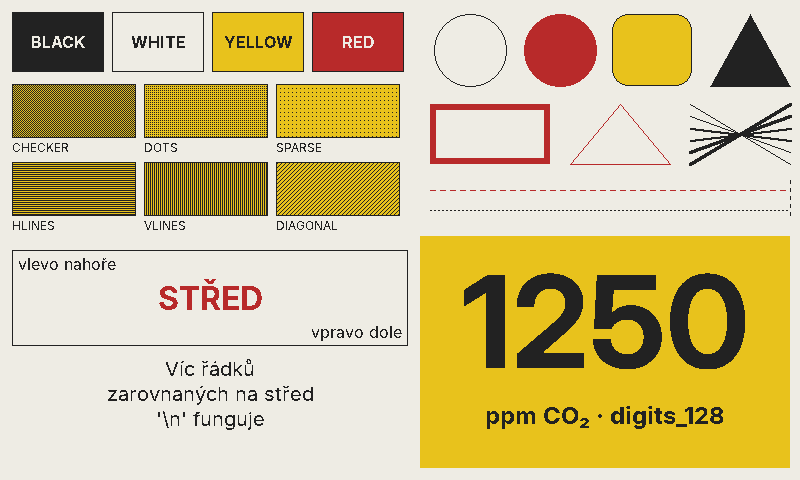 BLACK
WHITE
YELLOW
RED
CHECKER
DOTS
SPARSE
HLINES
VLINES
DIAGONAL
vlevo nahoře
STŘED
vpravo dole
Víc řádků
zarovnaných na střed
'\n' funguje
1250
ppm CO₂ · digits_128